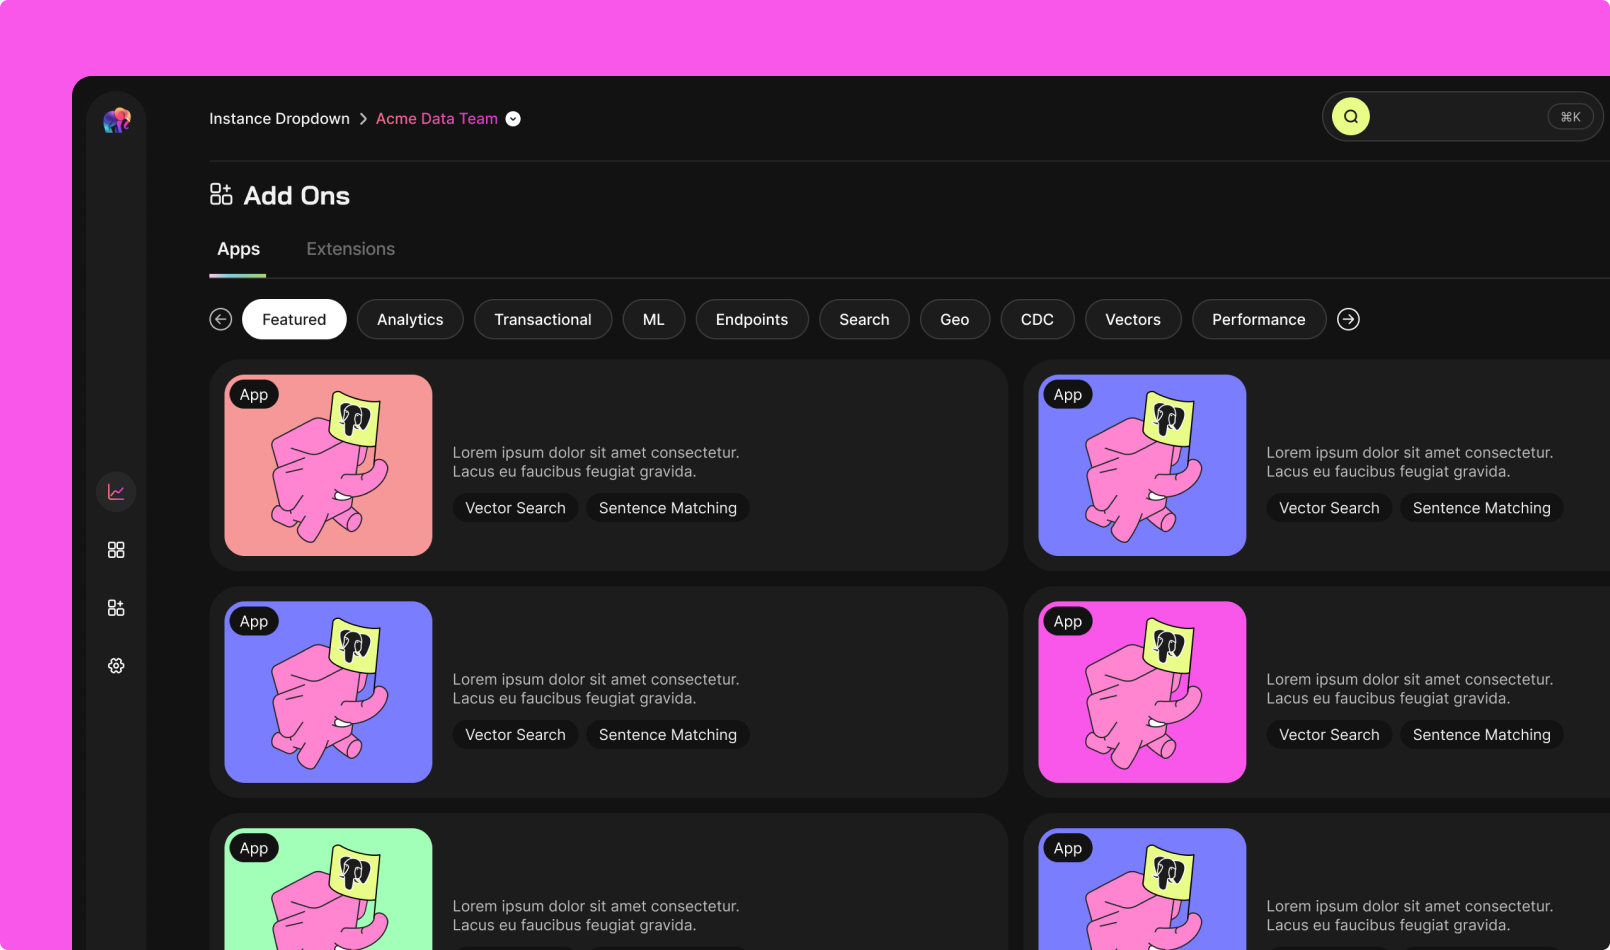 Instance Dropdown > Acme Data Team
⌘K
Add Ons
Apps Extensions
Featured Analytics Transactional ML Endpoints Search Geo CDC Vectors Performance
App
Lorem ipsum dolor sit amet consectetur.
Lacus eu faucibus feugiat gravida.
Vector Search Sentence Matching
App
Lorem ipsum dolor sit amet consectetur.
Lacus eu faucibus feugiat gravida.
Vector Search Sentence Matching
App
Lorem ipsum dolor sit amet consectetur.
Lacus eu faucibus feugiat gravida.
Vector Search Sentence Matching
App
Lorem ipsum dolor sit amet consectetur.
Lacus eu faucibus feugiat gravida.
Vector Search Sentence Matching
App
Lorem ipsum dolor sit amet consectetur.
Lacus eu faucibus feugiat gravida.
App
Lorem ipsum dolor sit amet consectetur.
Lacus eu faucibus feugiat gravida.